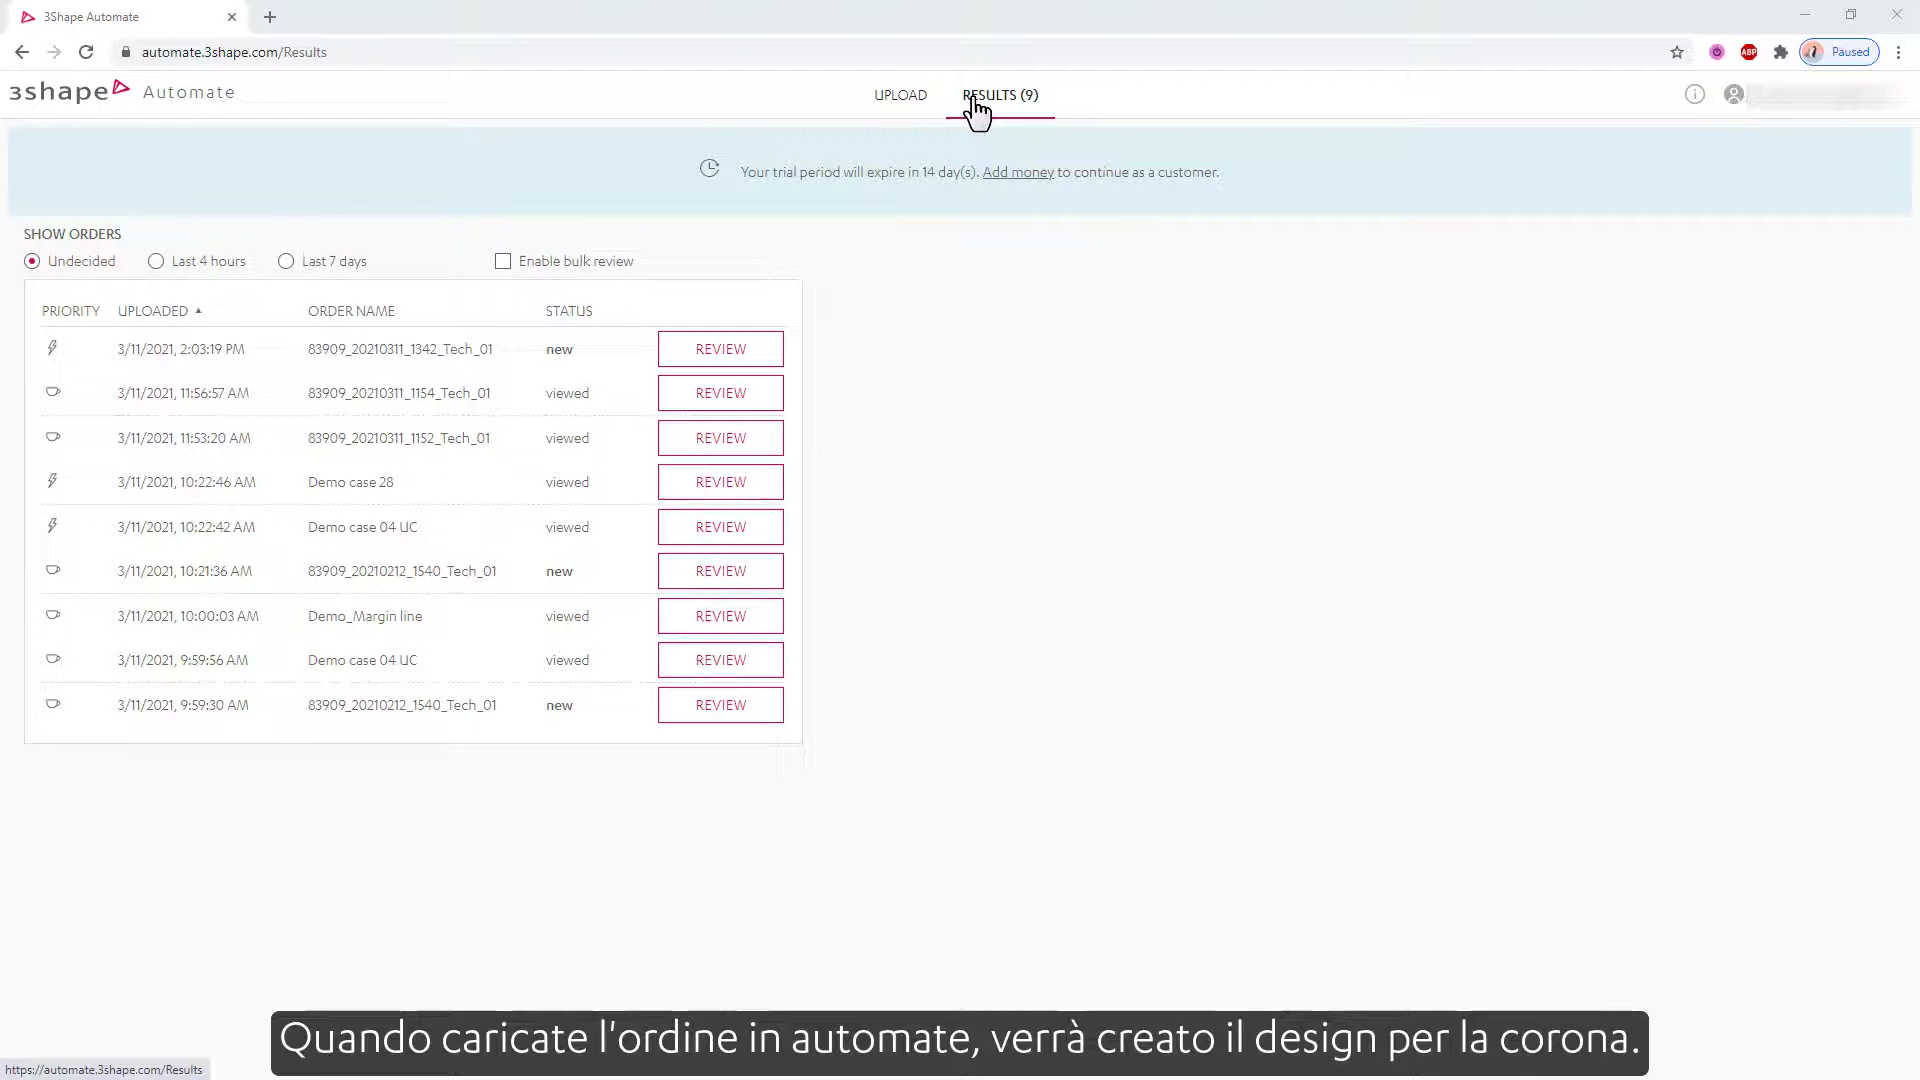 3Shape Automate
automate.3shape.com/Results
ABP
Paused
3shape Automate
UPLOAD
RESULTS (9)
Your trial period will expire in 14 day(s). Add money to continue as a customer.
SHOW ORDERS
Undecided Last 4 hours Last 7 days Enable bulk review
PRIORITY UPLOADED ORDER NAME STATUS
3/11/2021, 2:03:19 PM 83909_20210311_1342_Tech_01 new REVIEW
3/11/2021, 11:56:57 AM 83909_20210311_1154_Tech_01 viewed REVIEW
3/11/2021, 11:53:20 AM 83909_20210311_1152_Tech_01 viewed REVIEW
3/11/2021, 10:22:46 AM Demo case 28 viewed REVIEW
3/11/2021, 10:22:42 AM Demo case 04 UC viewed REVIEW
3/11/2021, 10:21:36 AM 83909_20210212_1540_Tech_01 new REVIEW
3/11/2021, 10:00:03 AM Demo_Margin line viewed REVIEW
3/11/2021, 9:59:56 AM Demo case 04 UC viewed REVIEW
3/11/2021, 9:59:30 AM 83909_20210212_1540_Tech_01 new REVIEW
Quando caricate l'ordine in automate, verrà creato il design per la corona.
https://automate.3shape.com/Results